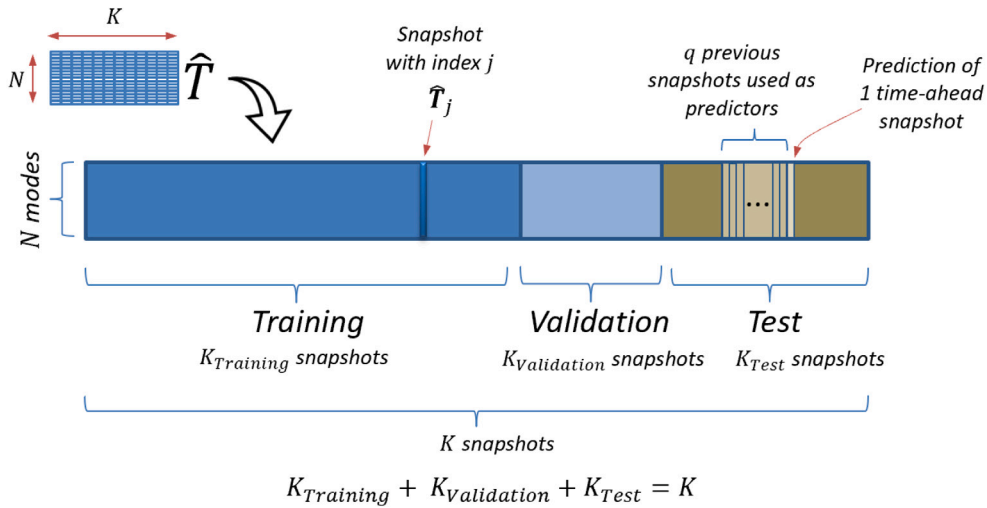 K
N
T̂
Snapshot
with index j
T̂_j
q previous
snapshots used as
predictors
Prediction of
1 time-ahead
snapshot
N modes
...
Training
K_Training snapshots
Validation
K_Validation snapshots
Test
K_Test snapshots
K snapshots
K_Training + K_Validation + K_Test = K